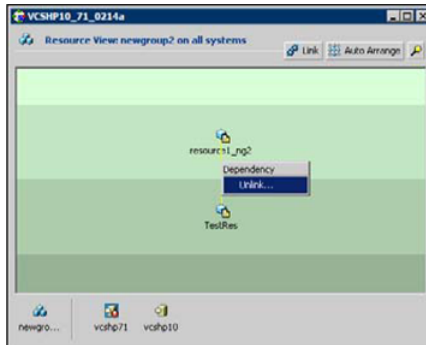 VCSHP10_71_0214a
Resource View: newgroup2 on all systems
Link
Auto Arrange
resource1_ng2
Dependency
Unlink...
TestRes
newgro...
vcshp71
vcshp10